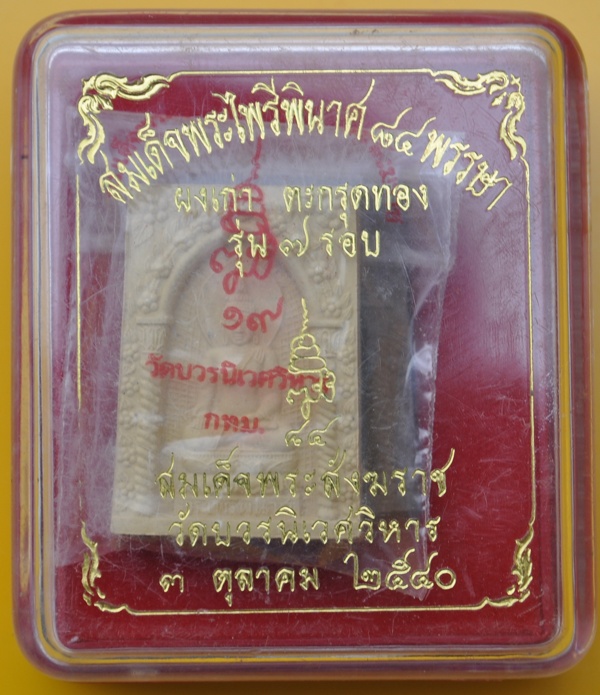 สมเด็จพระไพรีพินาศ ๘๔ พรรษา
ผงเก่า ตะกรุดทอง
รุ่น ๗ รอบ
๑๙
วัดบวรนิเวศวิหาร
กทม.
๘๔
สมเด็จพระสังฆราช
วัดบวรนิเวศวิหาร
๓ ตุลาคม ๒๕๔๐